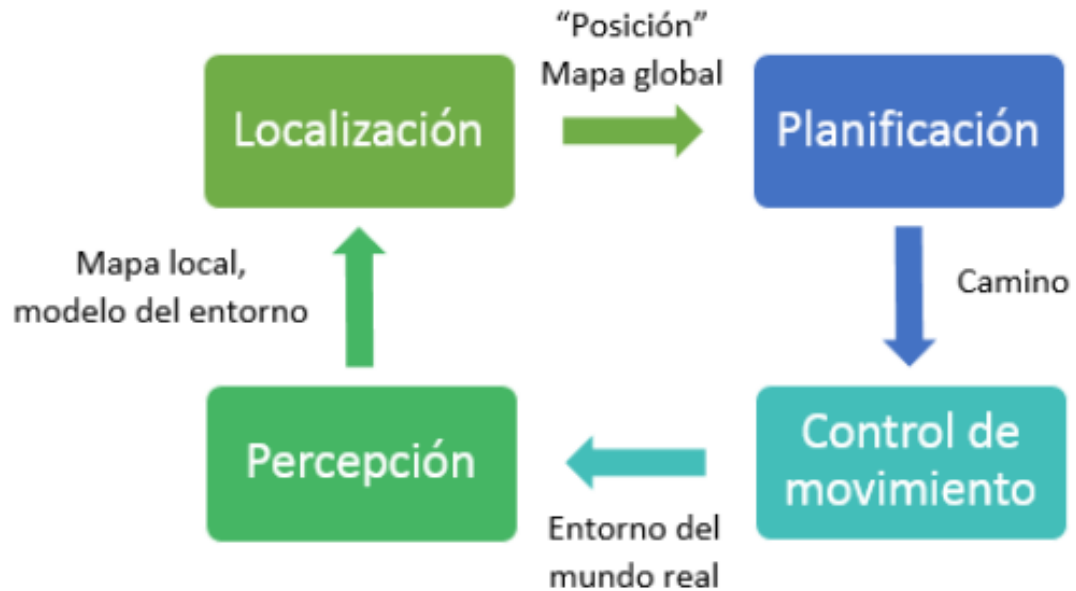 “Posición”
Mapa global
Localización
Planificación
Mapa local,
modelo del entorno
Camino
Percepción
Control de
movimiento
Entorno del
mundo real